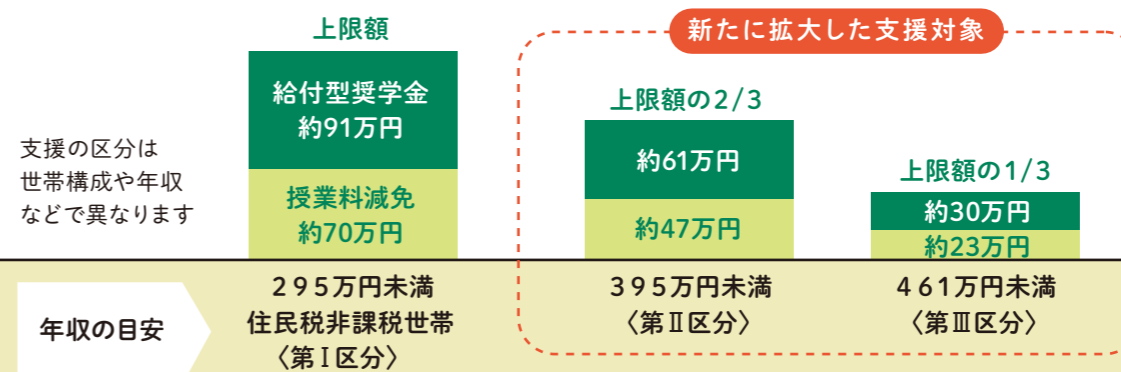 新たに拡大した支援対象
上限額
給付型奨学金
約91万円
授業料減免
約70万円
上限額の2/3
約61万円
約47万円
上限額の1/3
約30万円
約23万円
支援の区分は
世帯構成や年収
などで異なります
年収の目安
295万円未満
住民税非課税世帯
〈第Ⅰ区分〉
395万円未満
〈第Ⅱ区分〉
461万円未満
〈第Ⅲ区分〉